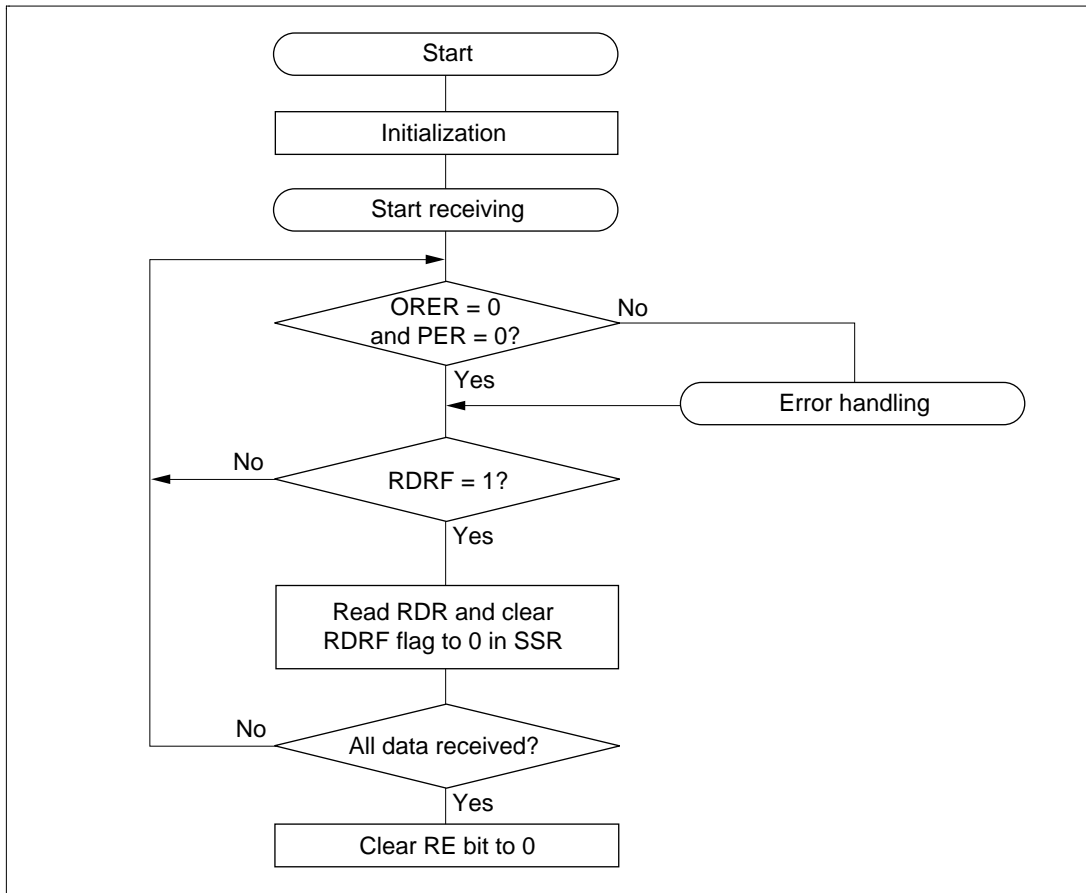 Start
Initialization
Start receiving
ORER = 0
and PER = 0?
No
Yes
Error handling
No
RDRF = 1?
Yes
Read RDR and clear
RDRF flag to 0 in SSR
No
All data received?
Yes
Clear RE bit to 0